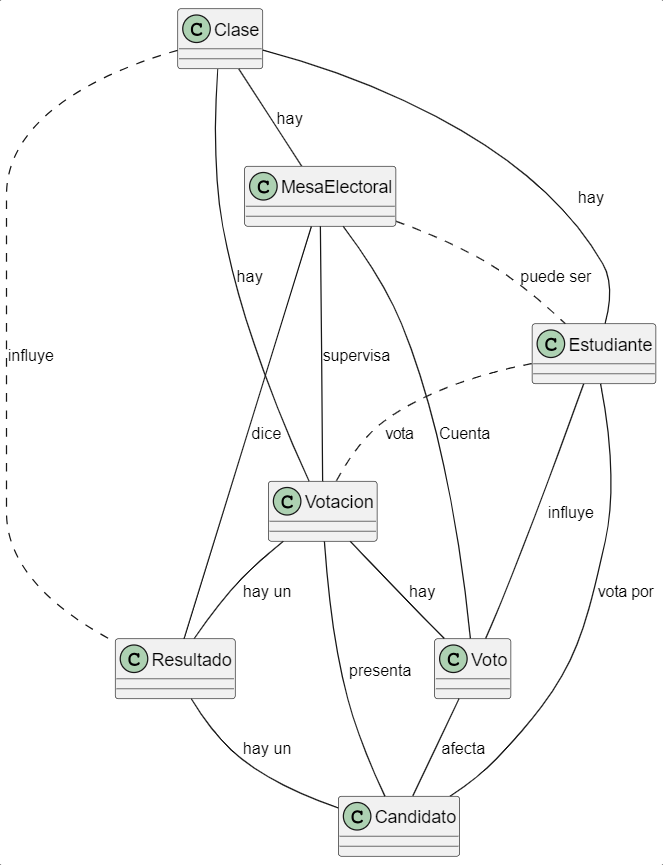 C Clase
hay
C MesaElectoral
hay
hay
puede ser
C Estudiante
influye
supervisa
dice
vota
Cuenta
C Votacion
influye
hay un
hay
vota por
C Resultado
C Voto
presenta
hay un
afecta
C Candidato